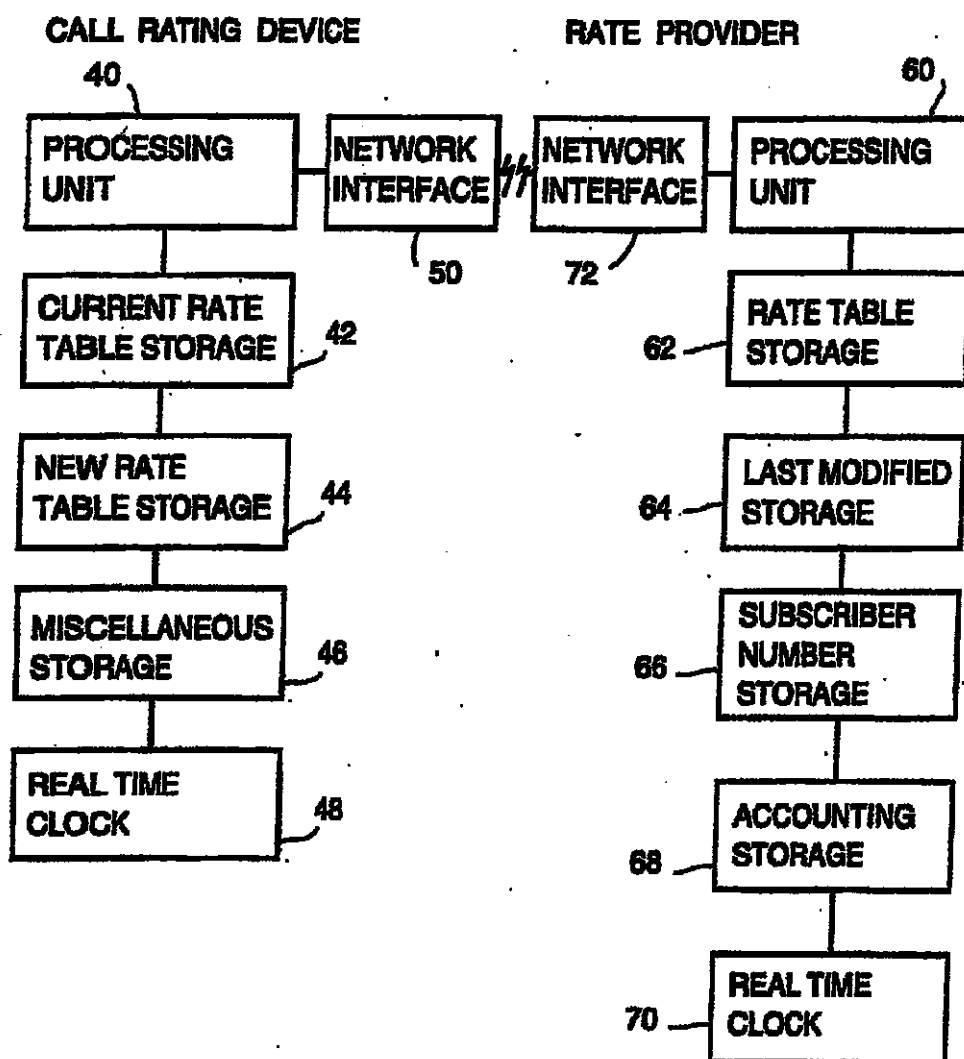 CALL RATING DEVICE
RATE PROVIDER
40
60
PROCESSING
UNIT
NETWORK
INTERFACE
NETWORK
INTERFACE
PROCESSING
UNIT
50
72
CURRENT RATE
TABLE STORAGE
42
RATE TABLE
STORAGE
62
NEW RATE
TABLE STORAGE
44
LAST MODIFIED
STORAGE
64
MISCELLANEOUS
STORAGE
46
SUBSCRIBER
NUMBER
STORAGE
66
REAL TIME
CLOCK
48
ACCOUNTING
STORAGE
68
REAL TIME
CLOCK
70